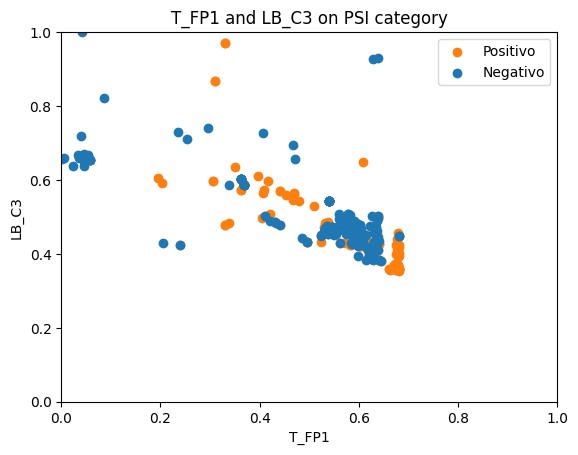 T_FP1 and LB_C3 on PSI category
Positivo
Negativo
LB_C3
1.0
0.8
0.6
0.4
0.2
0.0
0.0 0.2 0.4 0.6 0.8 1.0
T_FP1